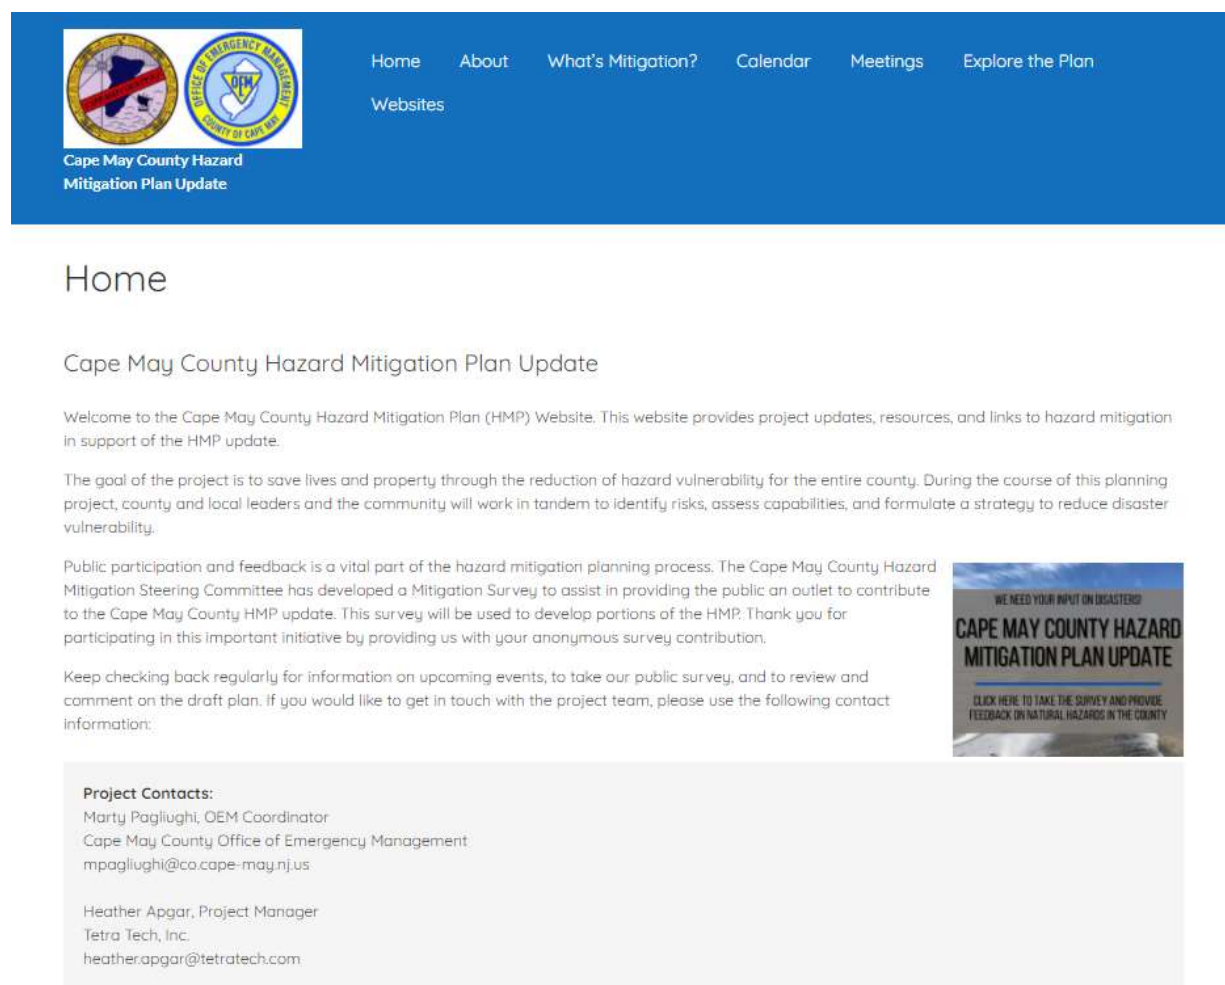 OFFICE OF EMERGENCY MANAGEMENT
OEM
COUNTY OF CAPE MAY
Cape May County Hazard
Mitigation Plan Update
Home About What's Mitigation? Calendar Meetings Explore the Plan
Websites
Home
Cape May County Hazard Mitigation Plan Update
Welcome to the Cape May County Hazard Mitigation Plan (HMP) Website. This website provides project updates, resources, and links to hazard mitigation
in support of the HMP update.
The goal of the project is to save lives and property through the reduction of hazard vulnerability for the entire county. During the course of this planning
project, county and local leaders and the community will work in tandem to identify risks, assess capabilities, and formulate a strategy to reduce disaster
vulnerability.
Public participation and feedback is a vital part of the hazard mitigation planning process. The Cape May County Hazard
Mitigation Steering Committee has developed a Mitigation Survey to assist in providing the public an outlet to contribute
to the Cape May County HMP update. This survey will be used to develop portions of the HMP. Thank you for
participating in this important initiative by providing us with your anonymous survey contribution.
Keep checking back regularly for information on upcoming events, to take our public survey, and to review and
comment on the draft plan. If you would like to get in touch with the project team, please use the following contact
information:
WE NEED YOUR INPUT ON DISASTERS!
CAPE MAY COUNTY HAZARD
MITIGATION PLAN UPDATE
CLICK HERE TO TAKE THE SURVEY AND PROVIDE
FEEDBACK ON NATURAL HAZARDS IN THE COUNTY
Project Contacts:
Marty Pagliughi, OEM Coordinator
Cape May County Office of Emergency Management
mpagliughi@co.cape-may.nj.us
Heather Apgar, Project Manager
Tetra Tech, Inc.
heather.apgar@tetratech.com